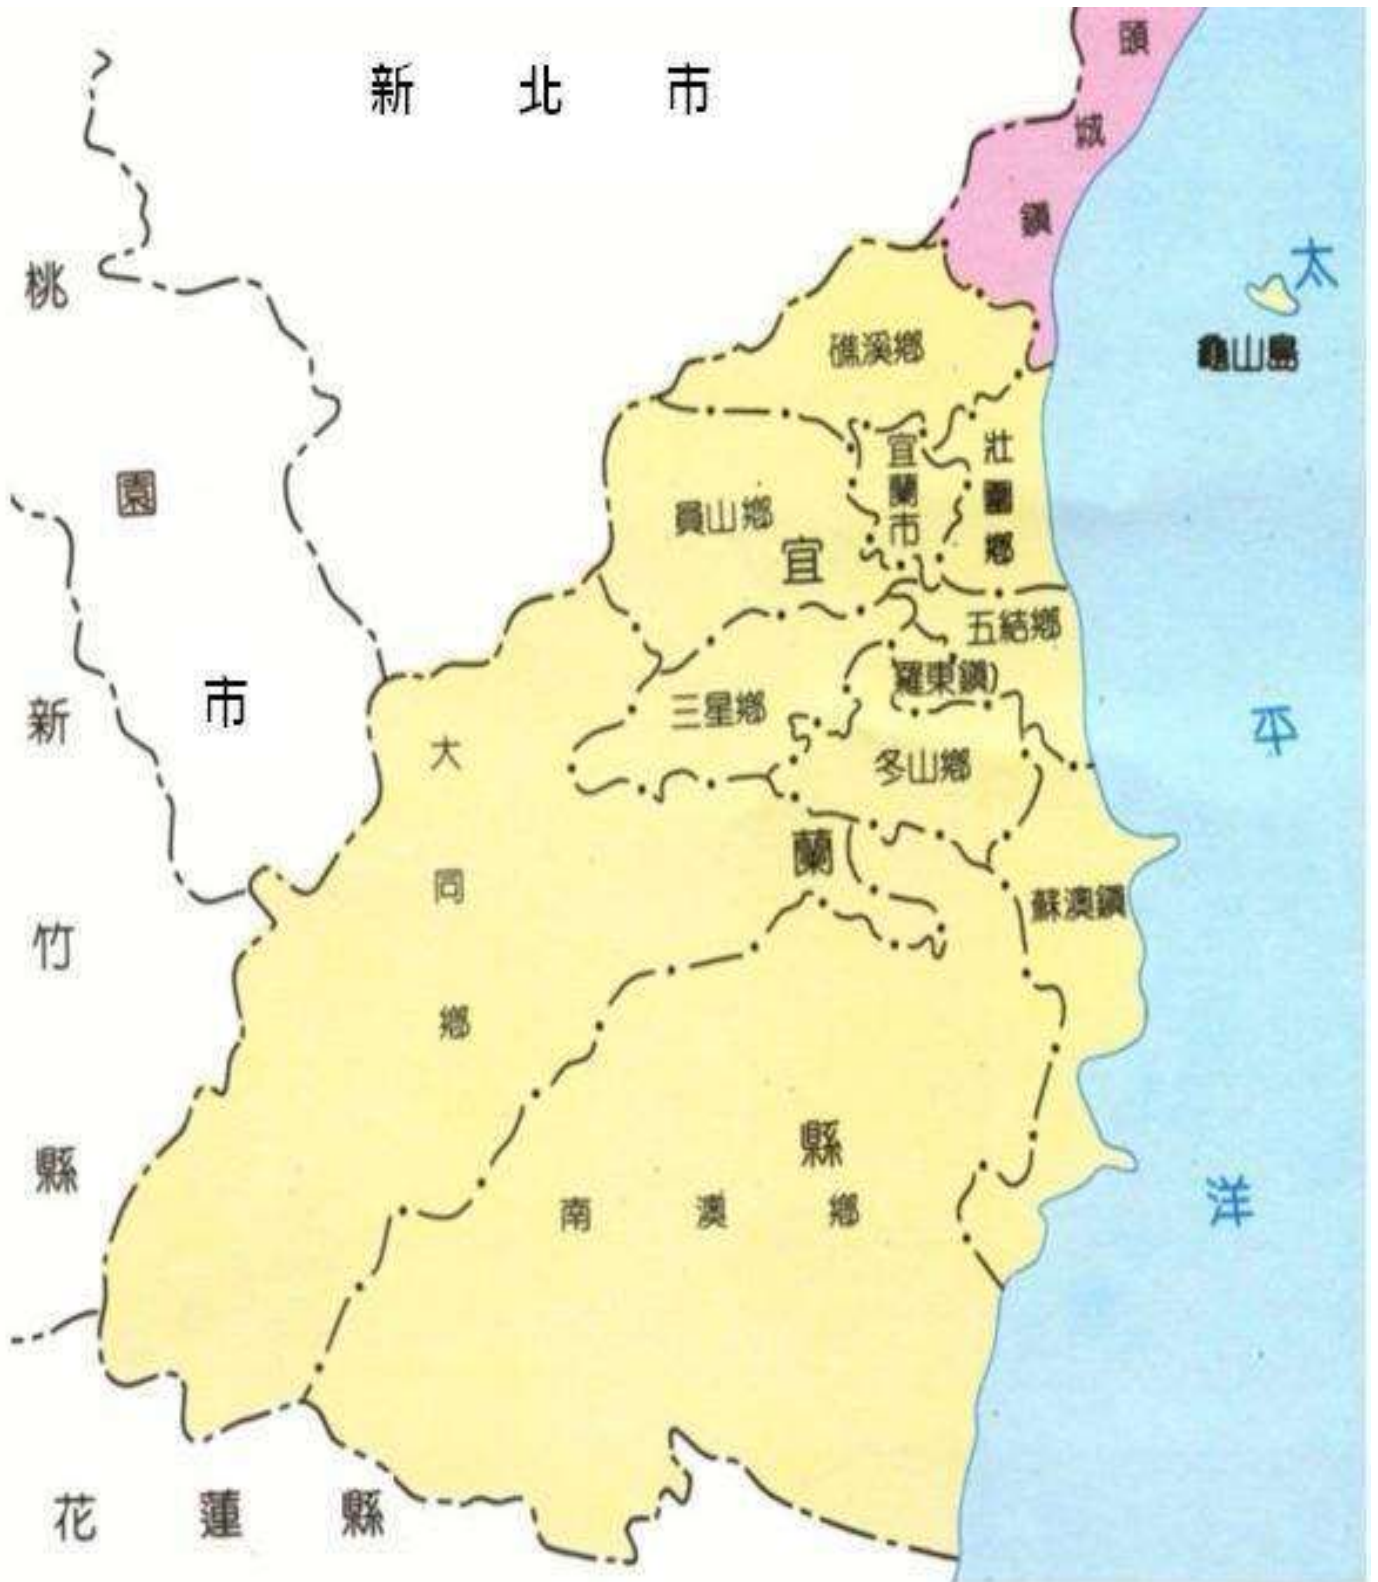 新北市
頭城鎮
桃園市
太平洋
龜山島
礁溪鄉
宜蘭市
壯圍鄉
員山鄉
宜蘭縣
五結鄉
羅東鎮)
三星鄉
冬山鄉
大同鄉
蘇澳鎮
新竹縣
南澳鄉
花蓮縣